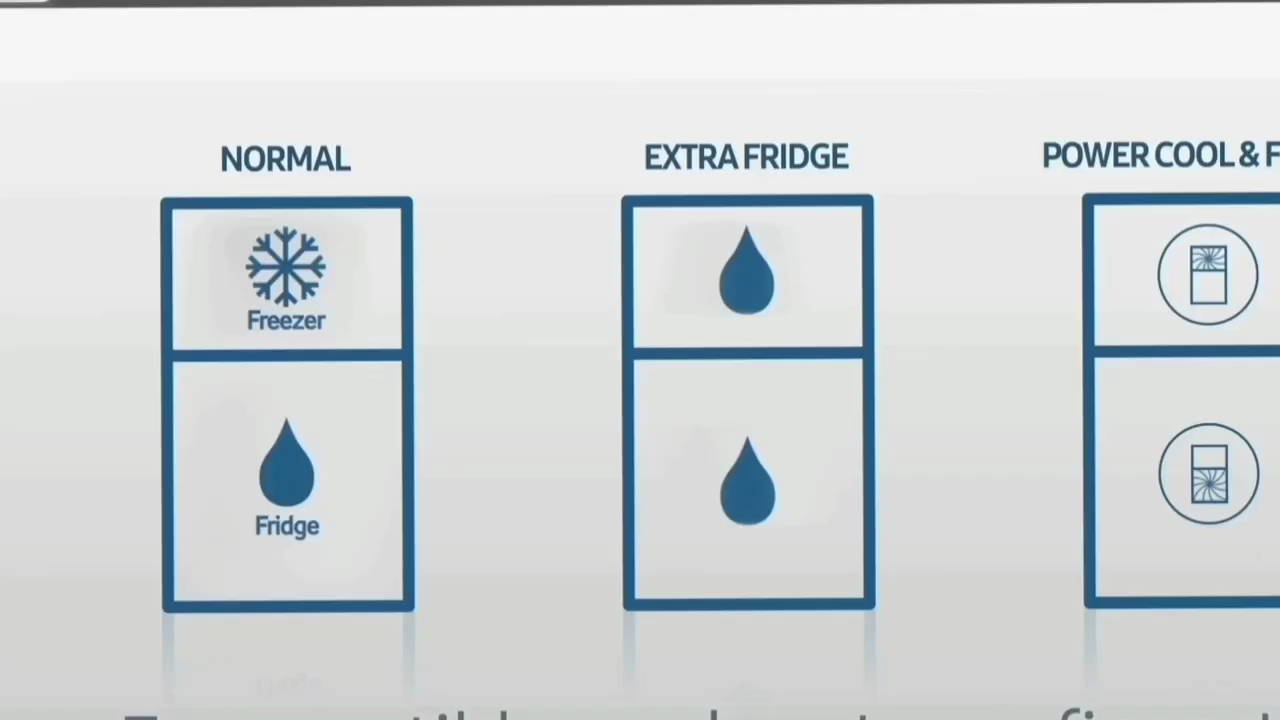 NORMAL
EXTRA FRIDGE
POWER COOL & F
Freezer
Fridge